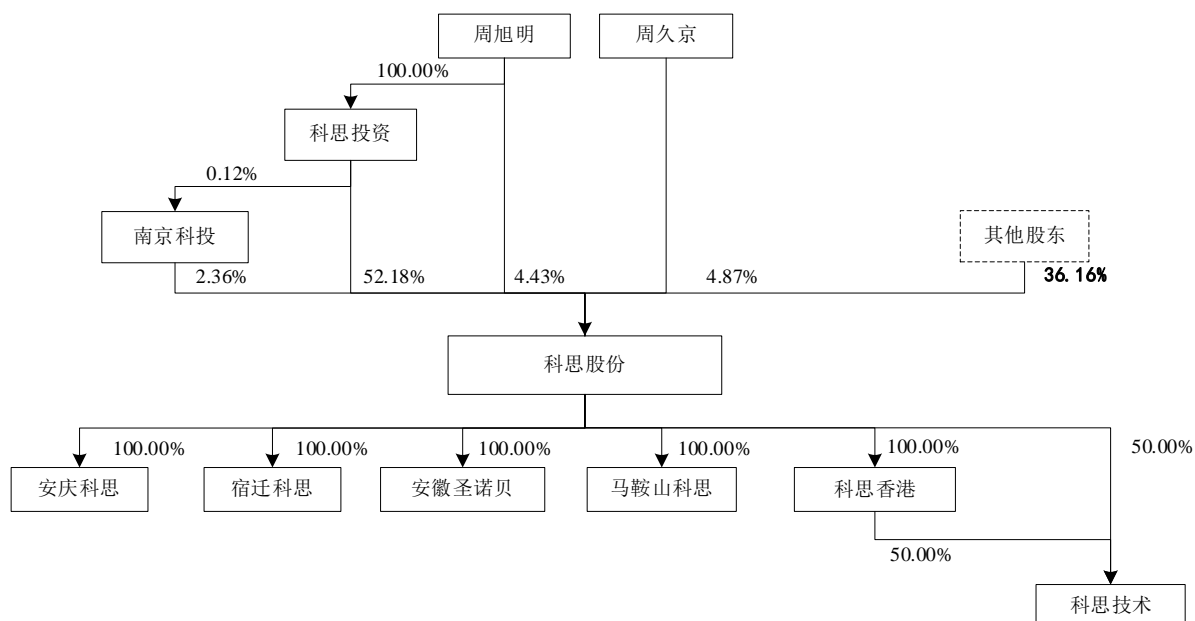 周旭明
周久京
100.00%
科思投资
0.12%
南京科投
其他股东
2.36%
52.18%
4.43%
4.87%
36.16%
科思股份
100.00%
100.00%
100.00%
100.00%
100.00%
50.00%
安庆科思
宿迁科思
安徽圣诺贝
马鞍山科思
科思香港
50.00%
科思技术